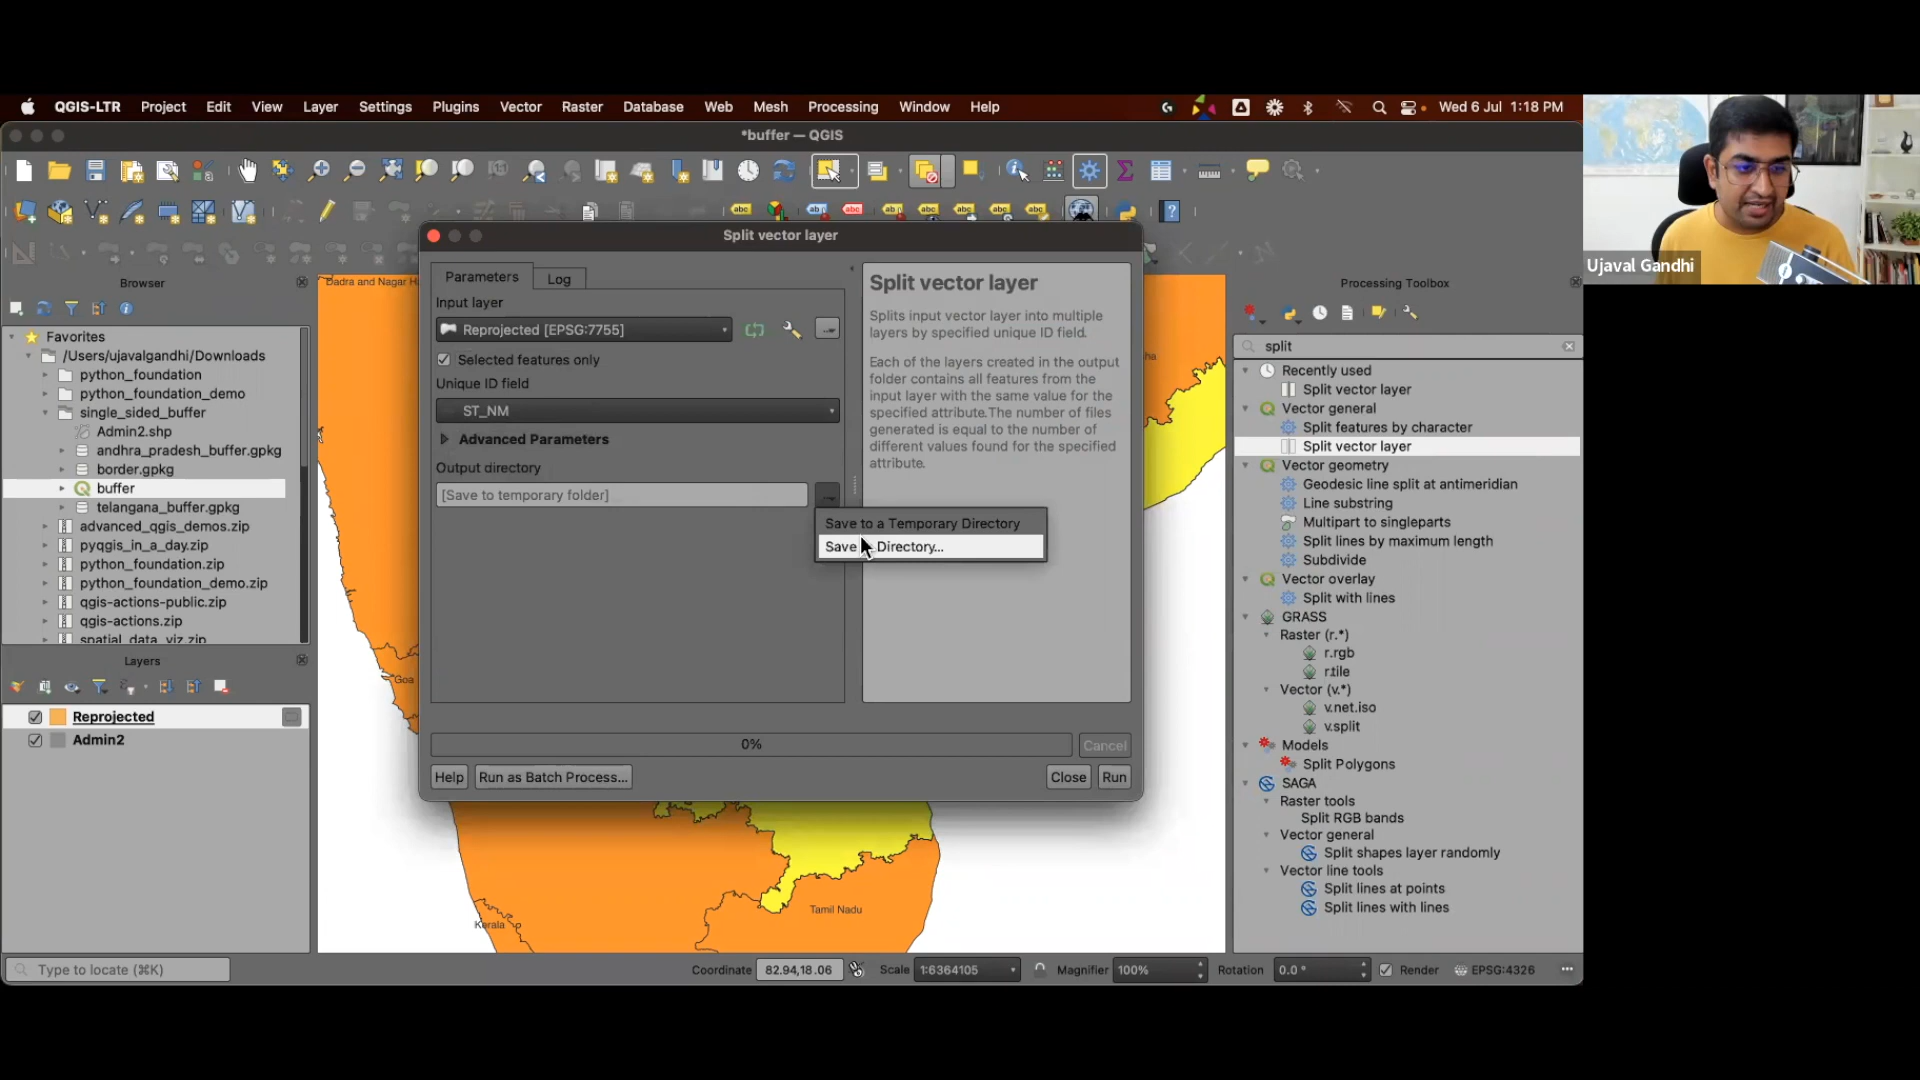 QGIS-LTR Project Edit View Layer Settings Plugins Vector Raster Database Web Mesh Processing Window Help Wed 6 Jul 1:18 PM
*buffer — QGIS
Ujaval Gandhi
Browser
Favorites
/Users/ujavalgandhi/Downloads
python_foundation
python_foundation_demo
single_sided_buffer
Admin2.shp
andhra_pradesh_buffer.gpkg
border.gpkg
buffer
telangana_buffer.gpkg
advanced_qgis_demos.zip
pyqgis_in_a_day.zip
python_foundation.zip
python_foundation_demo.zip
qgis-actions-public.zip
qgis-actions.zip
spatial_data_viz.zip
Layers
Reprojected
Admin2
Type to locate (⌘K)
Dadra and Nagar H
Goa
Kerala
Tamil Nadu
ha
Split vector layer
Parameters Log
Input layer
Reprojected [EPSG:7755]
Selected features only
Unique ID field
ST_NM
Advanced Parameters
Output directory
[Save to temporary folder]
Save to a Temporary Directory
Save Directory...
Split vector layer
Splits input vector layer into multiple
layers by specified unique ID field.
Each of the layers created in the output
folder contains all features from the
input layer with the same value for the
specified attribute.The number of files
generated is equal to the number of
different values found for the specified
attribute.
0%
Cancel
Help Run as Batch Process... Close Run
Processing Toolbox
split
Recently used
Split vector layer
Vector general
Split features by character
Split vector layer
Vector geometry
Geodesic line split at antimeridian
Line substring
Multipart to singleparts
Split lines by maximum length
Subdivide
Vector overlay
Split with lines
GRASS
Raster (r.*)
r.rgb
r.tile
Vector (v.*)
v.net.iso
v.split
Models
Split Polygons
SAGA
Raster tools
Split RGB bands
Vector general
Split shapes layer randomly
Vector line tools
Split lines at points
Split lines with lines
Coordinate 82.94,18.06 Scale 1:6364105 Magnifier 100% Rotation 0.0 ° Render EPSG:4326